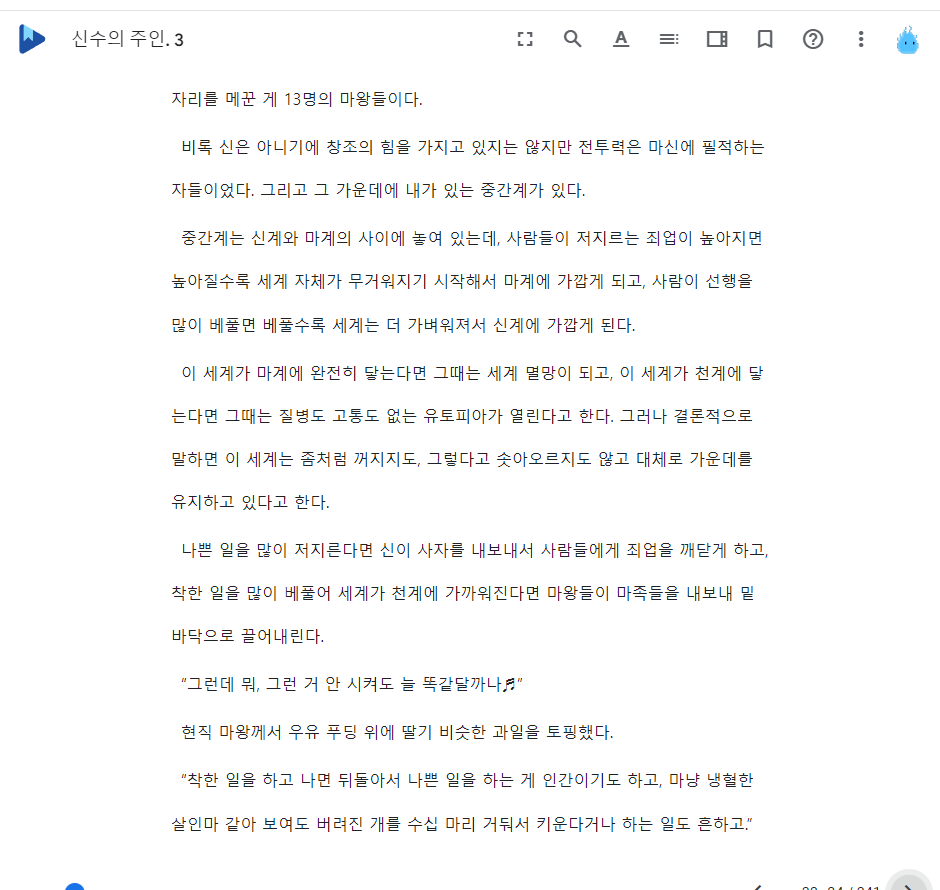 신수의 주인. 3
자리를 메꾼 게 13명의 마왕들이다.
비록 신은 아니기에 창조의 힘을 가지고 있지는 않지만 전투력은 마신에 필적하는
자들이었다. 그리고 그 가운데에 내가 있는 중간계가 있다.
중간계는 신계와 마계의 사이에 놓여 있는데, 사람들이 저지르는 죄업이 높아지면
높아질수록 세계 자체가 무거워지기 시작해서 마계에 가깝게 되고, 사람이 선행을
많이 베풀면 베풀수록 세계는 더 가벼워져서 신계에 가깝게 된다.
이 세계가 마계에 완전히 닿는다면 그때는 세계 멸망이 되고, 이 세계가 천계에 닿
는다면 그때는 질병도 고통도 없는 유토피아가 열린다고 한다. 그러나 결론적으로
말하면 이 세계는 좀처럼 꺼지지도, 그렇다고 솟아오르지도 않고 대체로 가운데를
유지하고 있다고 한다.
나쁜 일을 많이 저지른다면 신이 사자를 내보내서 사람들에게 죄업을 깨닫게 하고,
착한 일을 많이 베풀어 세계가 천계에 가까워진다면 마왕들이 마족들을 내보내 밑
바닥으로 끌어내린다.
"그런데 뭐, 그런 거 안 시켜도 늘 똑같달까나♬"
현직 마왕께서 우유 푸딩 위에 딸기 비슷한 과일을 토핑했다.
"착한 일을 하고 나면 뒤돌아서 나쁜 일을 하는 게 인간이기도 하고, 마냥 냉혈한
살인마 같아 보여도 버려진 개를 수십 마리 거둬서 키운다거나 하는 일도 흔하고."